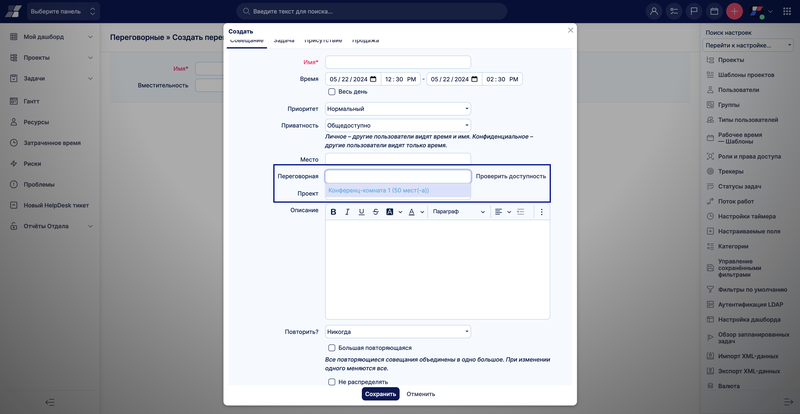 Выберите панель
Введите текст для поиска...
Мой дашборд
Проекты
Задачи
Гантт
Ресурсы
Затраченное время
Риски
Проблемы
Новый HelpDesk тикет
Отчёты Отдела
Переговорные » Создать пере
Имя*
Вместительность
Создать
Совещание Задача Присутствие Продажа
Имя*
Время 05 / 22 / 2024 12 : 30 PM - 05 / 22 / 2024 02 : 30 PM
Весь день
Приоритет Нормальный
Приватность Общедоступно
Личное – другие пользователи видят время и имя. Конфиденциальное –
другие пользователи видят только время.
Место
Переговорная Проверить доступность
Конференц-комната 1 (30 мест(-а))
Проект
Описание
B I U S A A Параграф
Повторить? Никогда
Большая повторяющаяся
Все повторяющиеся совещания объединены в одно большое. При изменении
одного меняются все.
Не распределять
Сохранить Отменить
Поиск настроек
Перейти к настройке...
Проекты
Шаблоны проектов
Пользователи
Группы
Типы пользователей
Рабочее время
— Шаблоны
Роли и права доступа
Трекеры
Статусы задач
Поток работ
Настройки таймера
Настраиваемые поля
Категории
Управление
сохранёнными
фильтрами
Фильтры по умолчанию
Аутентификация LDAP
Настройка дашборда
Обзор запланированных
задач
Импорт XML-данных
Экспорт XML-данных
Валюта